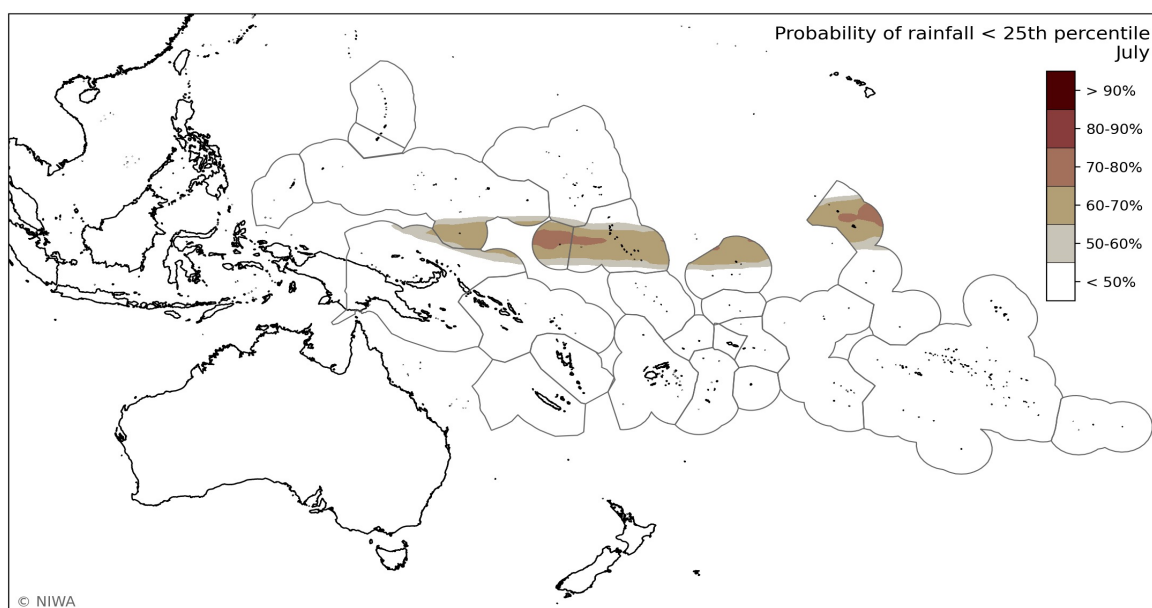 Probability of rainfall < 25th percentile
July
> 90%
80-90%
70-80%
60-70%
50-60%
< 50%
© NIWA